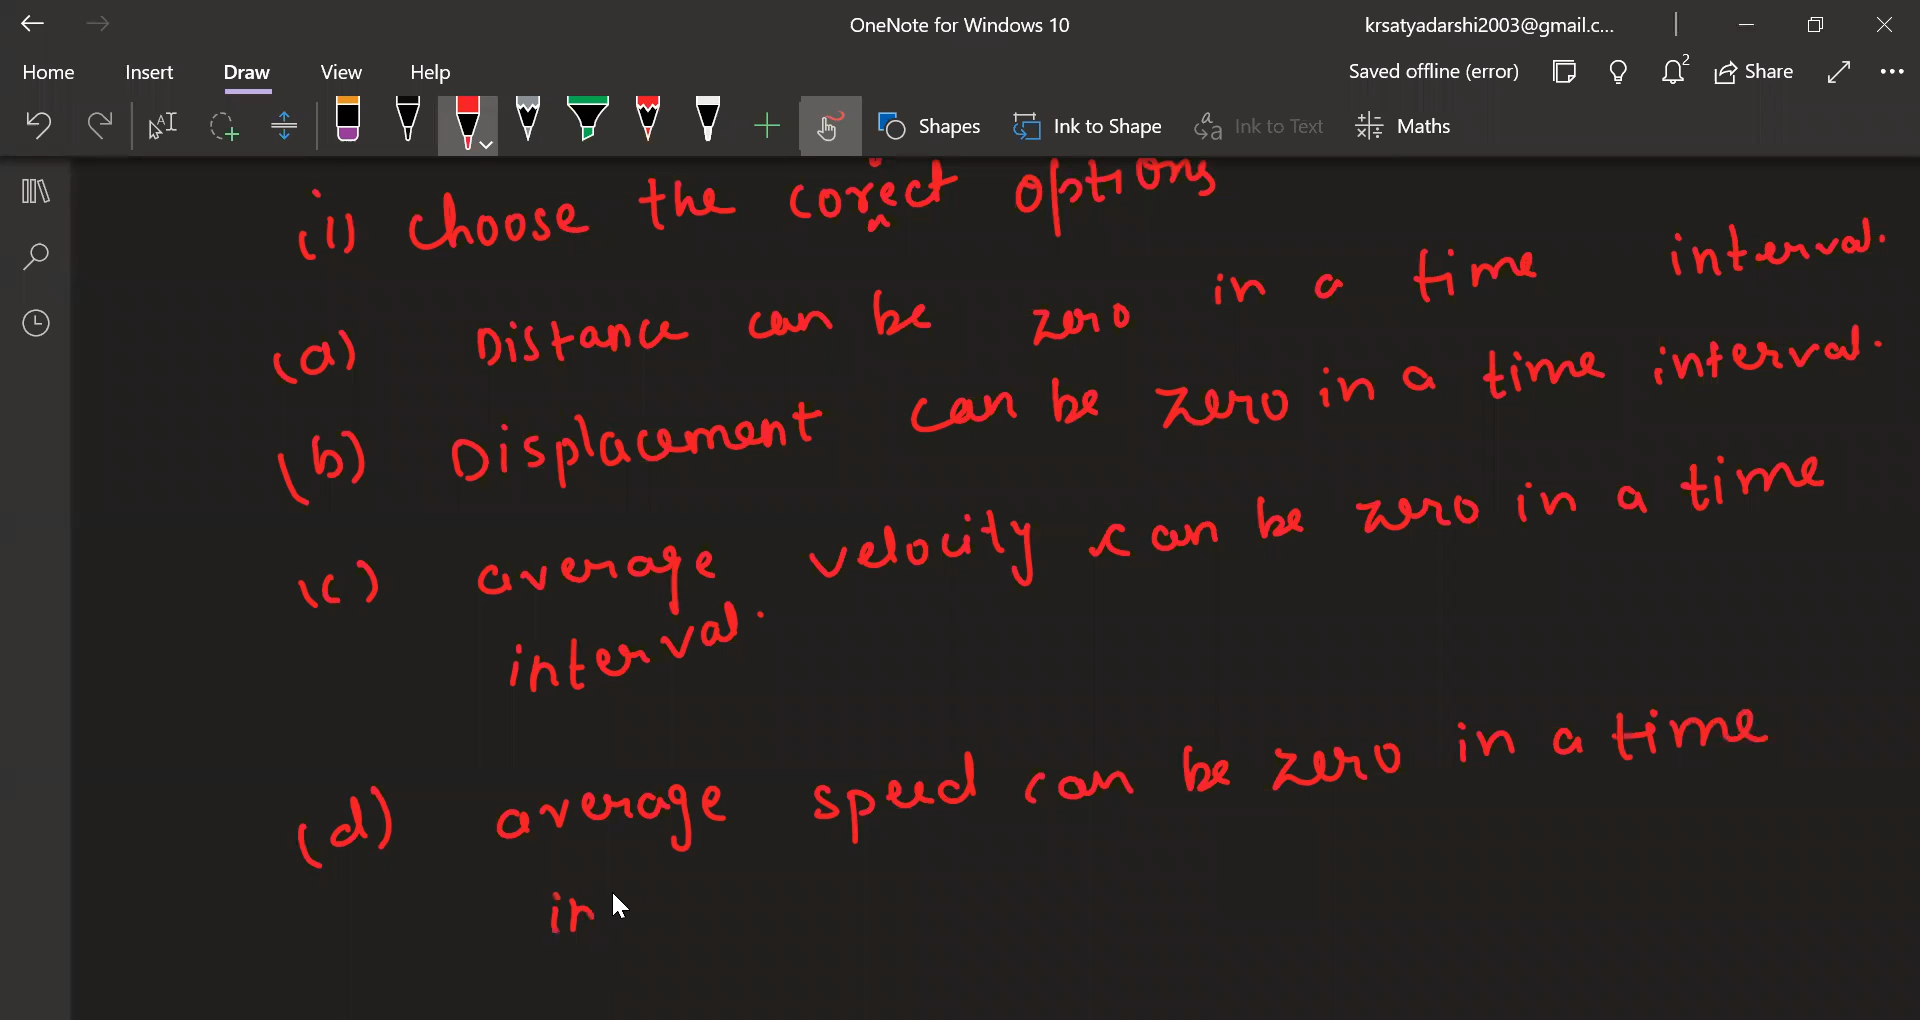 OneNote for Windows 10
krsatyadarshi2003@gmail.c...
Home Insert Draw View Help
Saved offline (error) 2 Share
Shapes Ink to Shape Ink to Text Maths
(i) choose the corect options
r
(a) Distance can be zero in a time interval.
(b) Displacement can be zero in a time interval.
(c) average velocity can be zero in a time
interval.
(d) average speed can be zero in a time
in